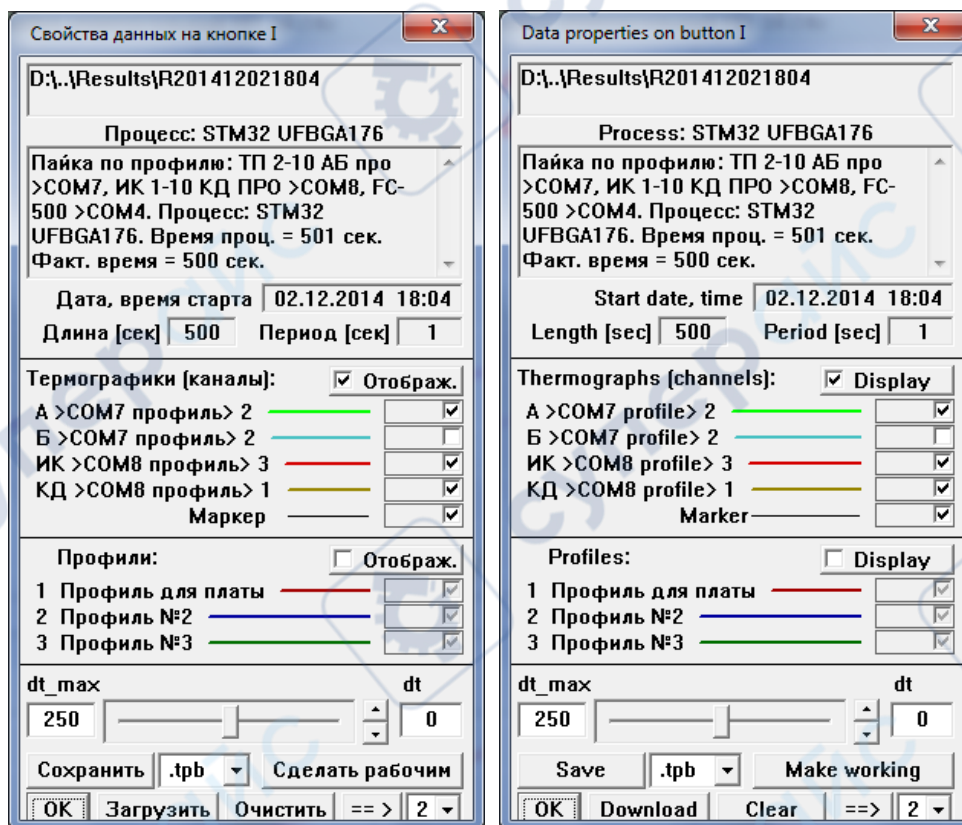 Свойства данных на кнопке I
X
D:\..\Results\R201412021804
Процесс: STM32 UFBGA176
Пайка по профилю: ТП 2-10 АБ про
>COM7, ИК 1-10 КД ПРО >COM8, FC-
500 >COM4. Процесс: STM32
UFBGA176. Время проц. = 501 сек.
Факт. время = 500 сек.
Дата, время старта 02.12.2014 18:04
Длина [сек] 500 Период [сек] 1
Термографики (каналы): Отображ.
А >COM7 профиль> 2
Б >COM7 профиль> 2
ИК >COM8 профиль> 3
КД >COM8 профиль> 1
Маркер
Профили: Отображ.
1 Профиль для платы
2 Профиль №2
3 Профиль №3
dt_max dt
250 0
Сохранить .tpb Сделать рабочим
OK Загрузить Очистить == > 2
Data properties on button I
X
D:\..\Results\R201412021804
Process: STM32 UFBGA176
Пайка по профилю: ТП 2-10 АБ про
>COM7, ИК 1-10 КД ПРО >COM8, FC-
500 >COM4. Процесс: STM32
UFBGA176. Время проц. = 501 сек.
Факт. время = 500 сек.
Start date, time 02.12.2014 18:04
Length [sec] 500 Period [sec] 1
Thermographs (channels): Display
А >COM7 profile> 2
Б >COM7 profile> 2
ИК >COM8 profile> 3
КД >COM8 profile> 1
Marker
Profiles: Display
1 Профиль для платы
2 Профиль №2
3 Профиль №3
dt_max dt
250 0
Save .tpb Make working
OK Download Clear ==> 2